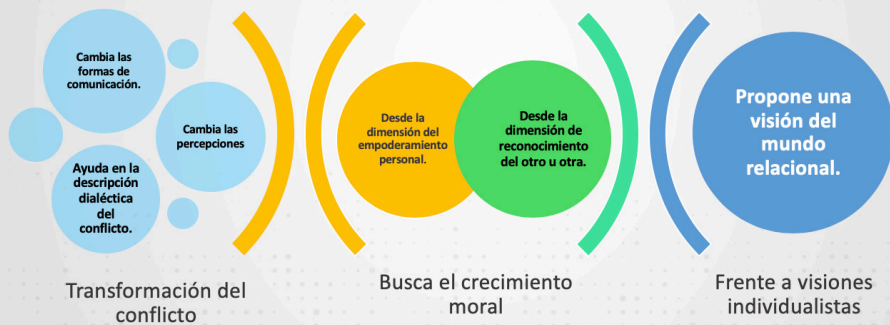 Cambia las
formas de
comunicación.
Cambia las
percepciones
Ayuda en la
descripción
dialéctica
del
conflicto.
Transformación del
conflicto
Desde la
dimensión del
empoderamiento
personal.
Desde la
dimensión de
reconocimiento
del otro u otra.
Busca el crecimiento
moral
Propone una
visión del
mundo
relacional.
Frente a visiones
individualistas